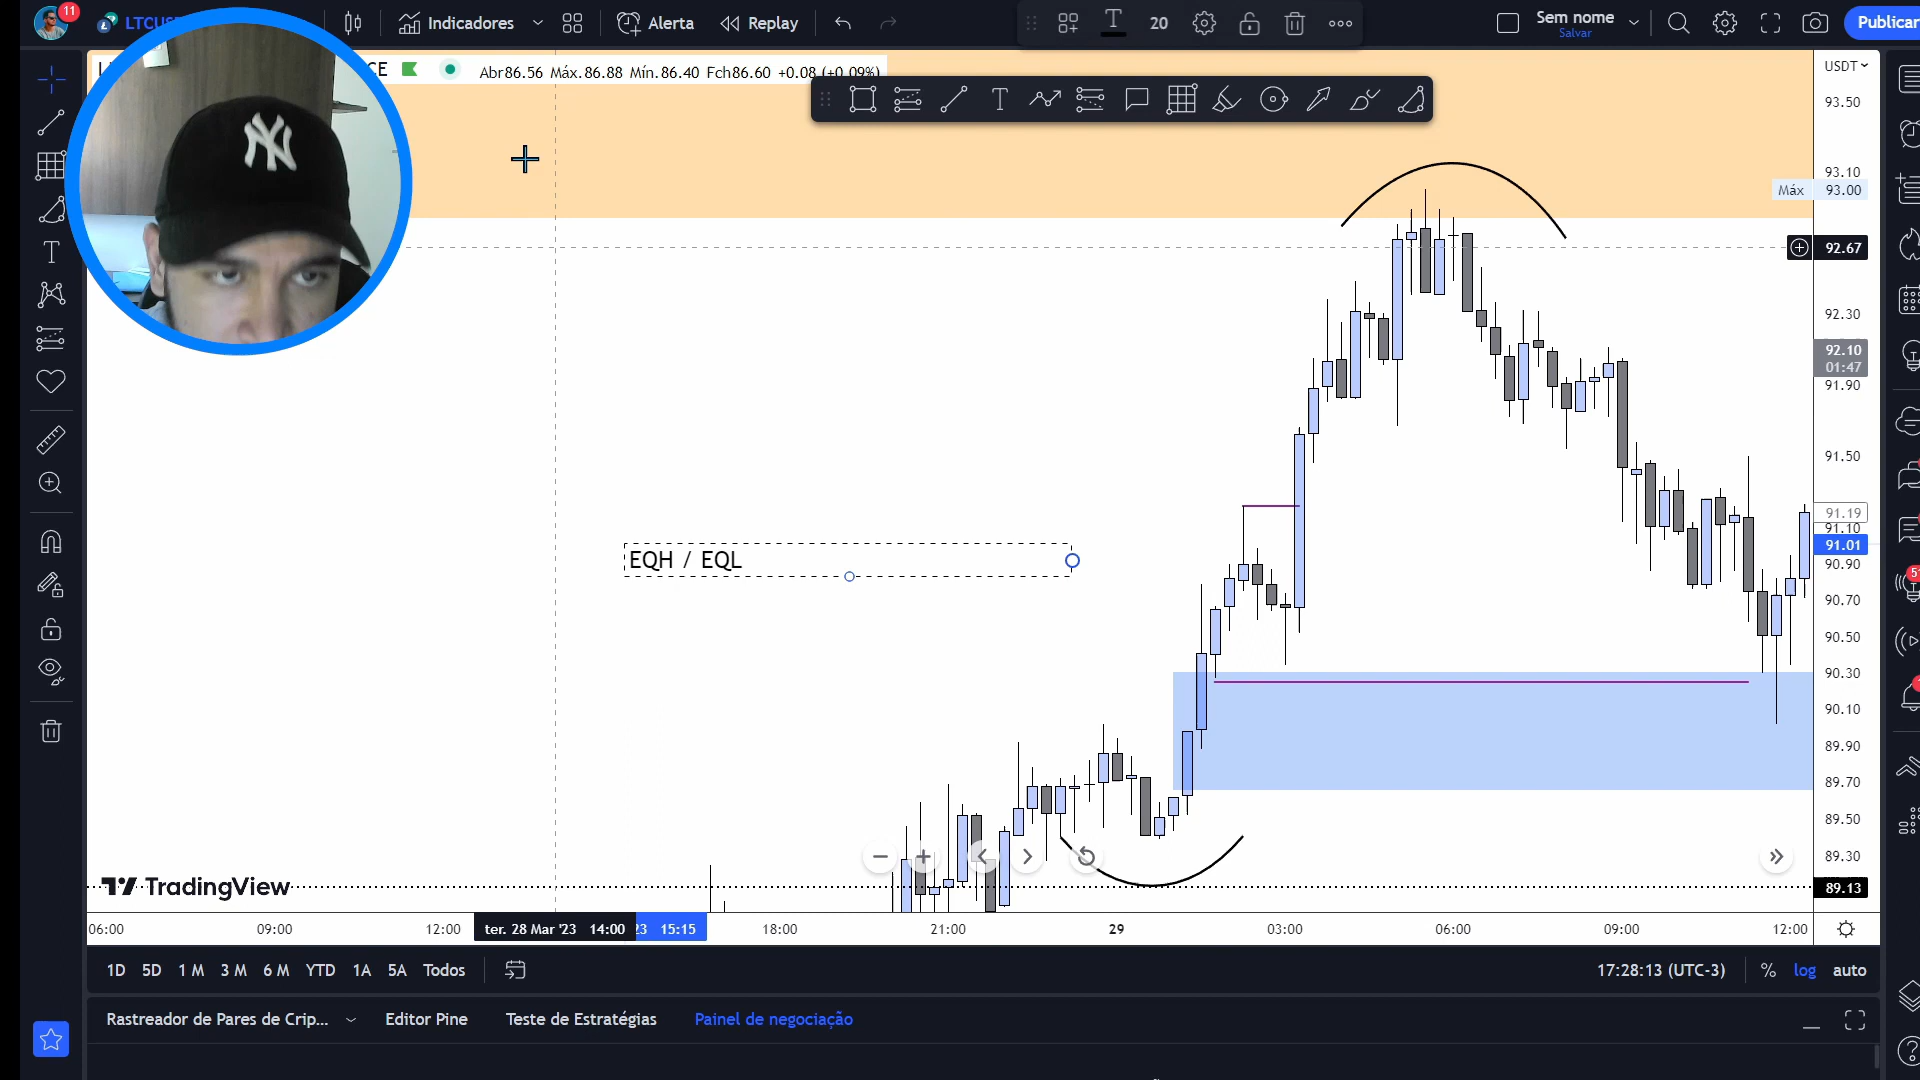 11
LTCUS
Indicadores
Alerta
Replay
20
Sem nome
Salvar
Publicar
CE
Abr86.56 Máx.86.88 Mín.86.40 Fch86.60 +0.08 (+0.09%)
USDT
93.50
93.10
Máx 93.00
92.67
92.30
92.10
01:47
91.90
91.50
91.19
91.10
91.01
90.90
90.70
90.50
90.30
90.10
89.90
89.70
89.50
89.30
89.13
NY
EQH / EQL
51
TradingView
06:00
09:00
12:00
ter. 28 Mar '23 14:00
23 15:15
18:00
21:00
29
03:00
06:00
09:00
12:00
1D 5D 1 M 3 M 6 M YTD 1A 5A Todos
17:28:13 (UTC-3)
% log auto
Rastreador de Pares de Crip...
Editor Pine
Teste de Estratégias
Painel de negociação